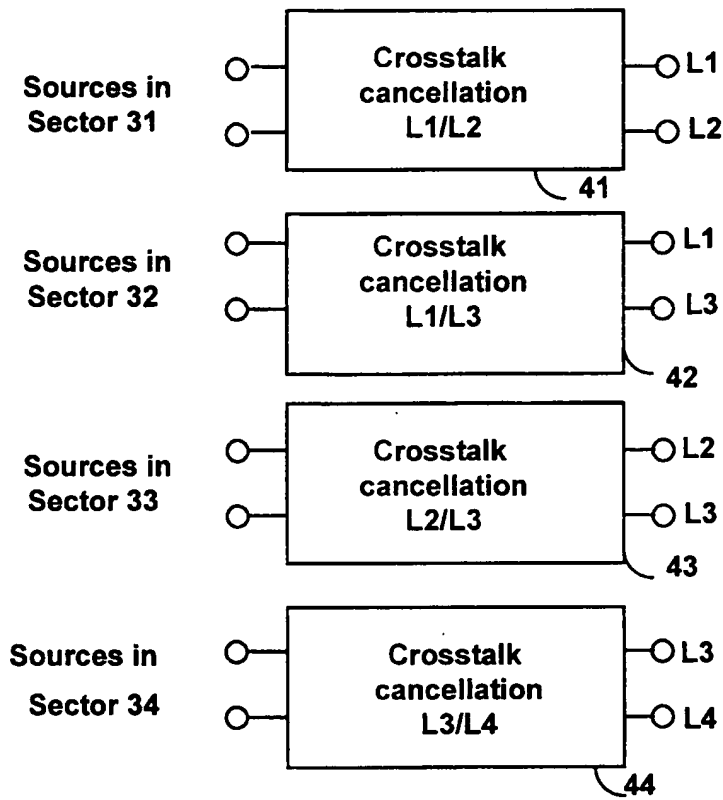 Sources in
Sector 31
Crosstalk
cancellation
L1/L2
L1
L2
41
Sources in
Sector 32
Crosstalk
cancellation
L1/L3
L1
L3
42
Sources in
Sector 33
Crosstalk
cancellation
L2/L3
L2
L3
43
Sources in
Sector 34
Crosstalk
cancellation
L3/L4
L3
L4
44